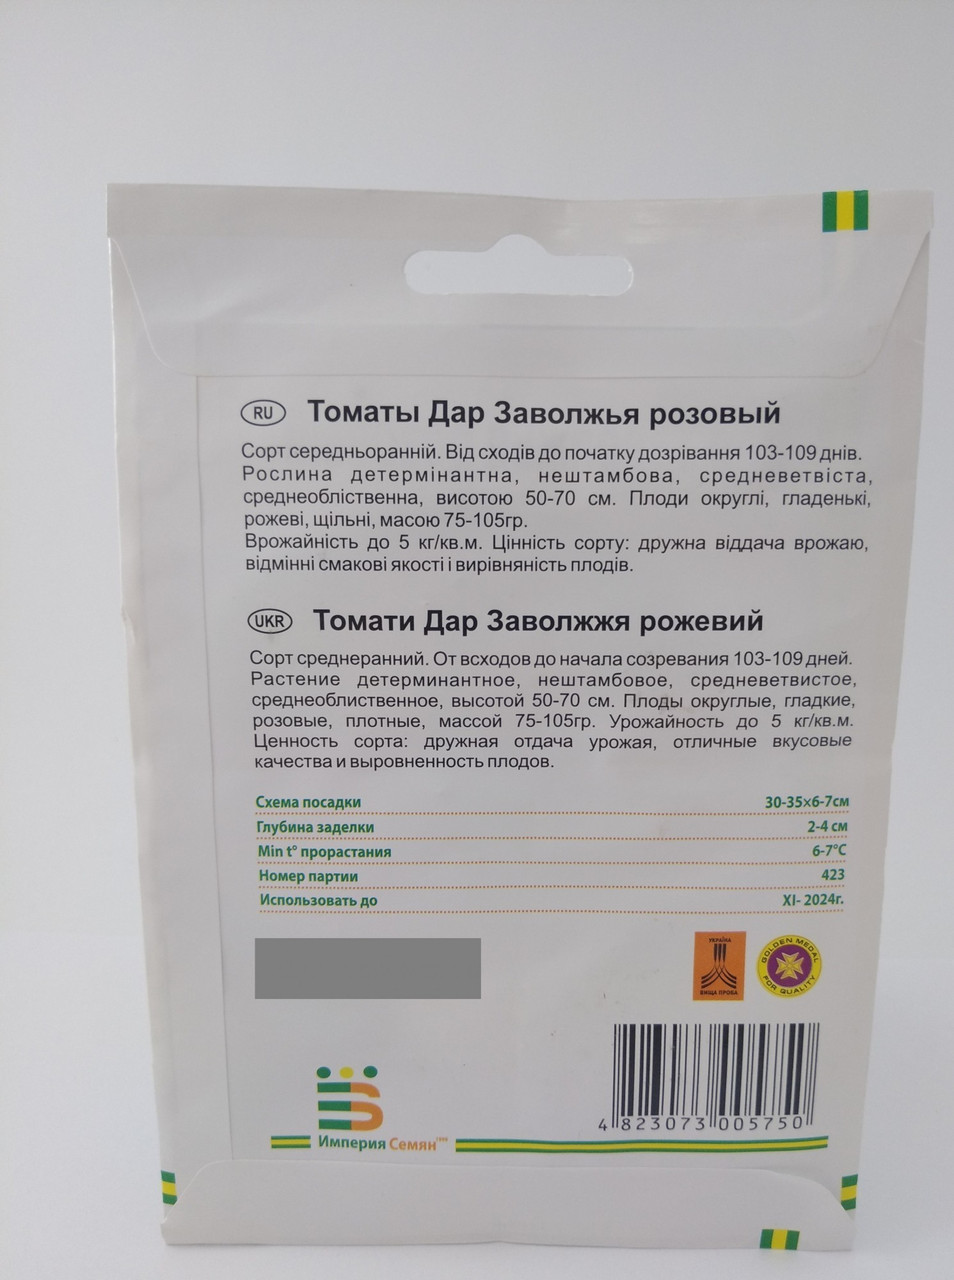 RU Томаты Дар Заволжья розовый
Сорт середньоранній. Від сходів до початку дозрівання 103-109 днів.
Рослина детермінантна, нештамбова, средневетвіста,
среднеобліственна, висотою 50-70 см. Плоди округлі, гладенькі,
рожеві, щільні, масою 75-105гр.
Врожайність до 5 кг/кв.м. Цінність сорту: дружна віддача врожаю,
відмінні смакові якості і вирівняність плодів.
UKR Томати Дар Заволжжя рожевий
Сорт среднеранний. От всходов до начала созревания 103-109 дней.
Растение детерминантное, нештамбовое, средневетвистое,
среднеоблиственное, высотой 50-70 см. Плоды округлые, гладкие,
розовые, плотные, массой 75-105гр. Урожайность до 5 кг/кв.м.
Ценность сорта: дружная отдача урожая, отличные вкусовые
качества и выровненность плодов.
Схема посадки 30-35×6-7см
Глубина заделки 2-4 см
Min t° прорастания 6-7°C
Номер партии 423
Использовать до XI- 2024г.
УКРАЇНА
ВИЩА ПРОБА
GOLDEN MEDAL
FOR QUALITY
4 823073 005750
Империя Семян™